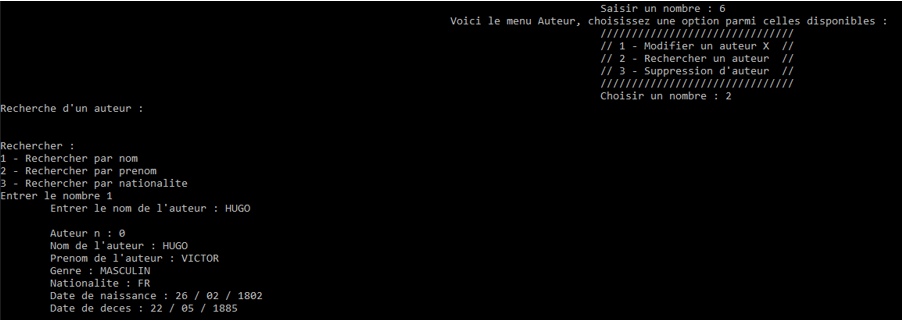 Saisir un nombre : 6
Voici le menu Auteur, choisissez une option parmi celles disponibles :
///////////////////////////////
// 1 - Modifier un auteur X  //
// 2 - Rechercher un auteur  //
// 3 - Suppression d'auteur  //
///////////////////////////////
Choisir un nombre : 2
Recherche d'un auteur :
Rechercher :
1 - Rechercher par nom
2 - Rechercher par prenom
3 - Rechercher par nationalite
Entrer le nombre 1
Entrer le nom de l'auteur : HUGO
Auteur n : 0
Nom de l'auteur : HUGO
Prenom de l'auteur : VICTOR
Genre : MASCULIN
Nationalite : FR
Date de naissance : 26 / 02 / 1802
Date de deces : 22 / 05 / 1885